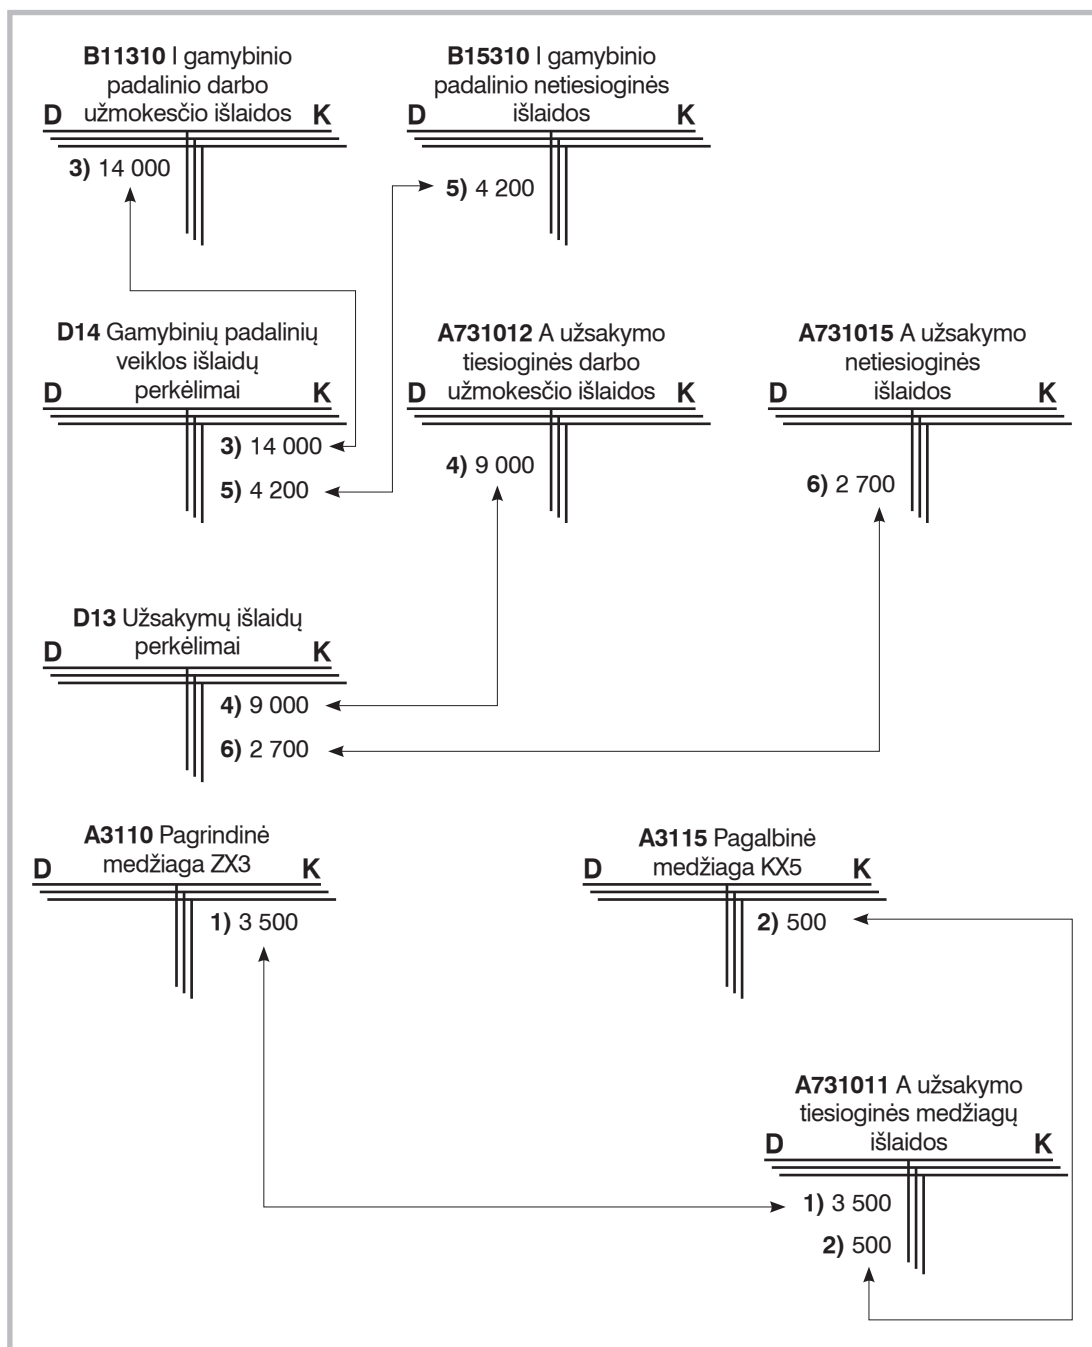 B11310 I gamybinio
padalinio darbo
D užmokesčio išlaidos K
3) 14 000
B15310 I gamybinio
padalinio netiesioginės
D išlaidos K
5) 4 200
D14 Gamybinių padalinių
veiklos išlaidų
D perkėlimai K
3) 14 000
5) 4 200
A731012 A užsakymo
tiesioginės darbo
D užmokesčio išlaidos K
4) 9 000
A731015 A užsakymo
netiesioginės
D išlaidos K
6) 2 700
D13 Užsakymų išlaidų
D perkėlimai K
4) 9 000
6) 2 700
A3110 Pagrindinė
D medžiaga ZX3 K
1) 3 500
A3115 Pagalbinė
D medžiaga KX5 K
2) 500
A731011 A užsakymo
tiesioginės medžiagų
D išlaidos K
1) 3 500
2) 500